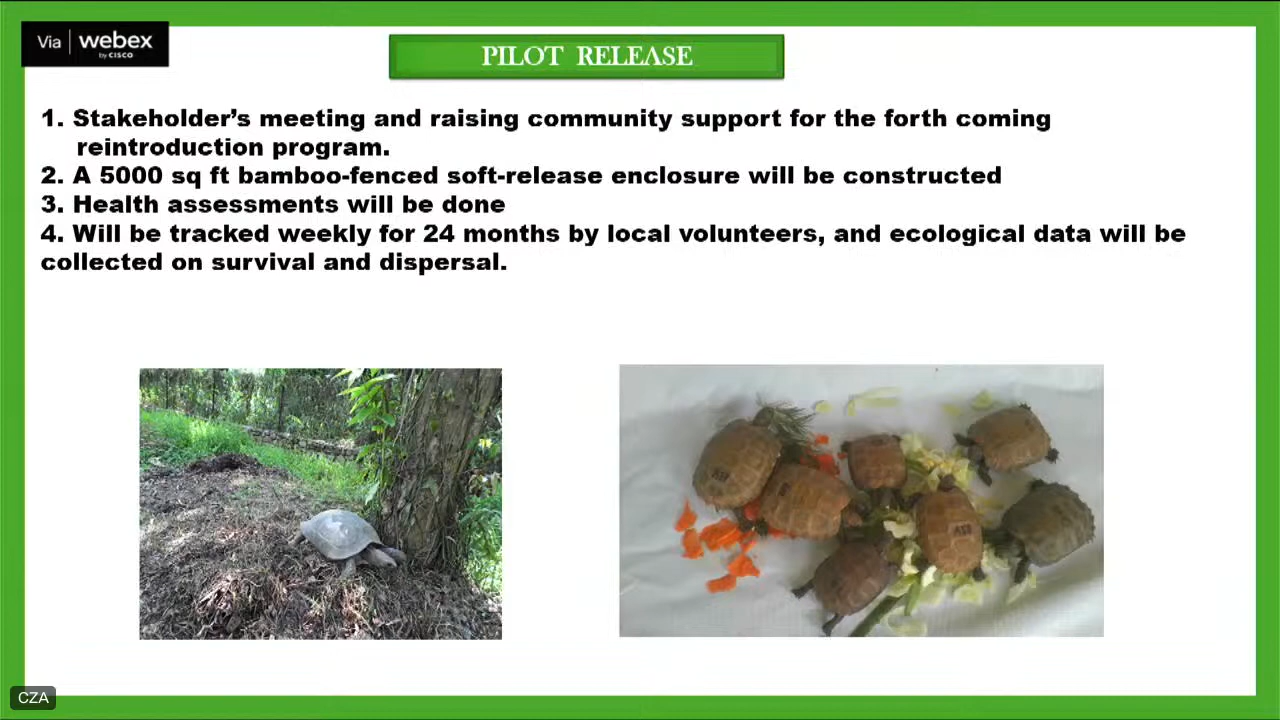 Via webex
by CISCO
PILOT RELEASE
1. Stakeholder’s meeting and raising community support for the forth coming
reintroduction program.
2. A 5000 sq ft bamboo-fenced soft-release enclosure will be constructed
3. Health assessments will be done
4. Will be tracked weekly for 24 months by local volunteers, and ecological data will be
collected on survival and dispersal.
CZA